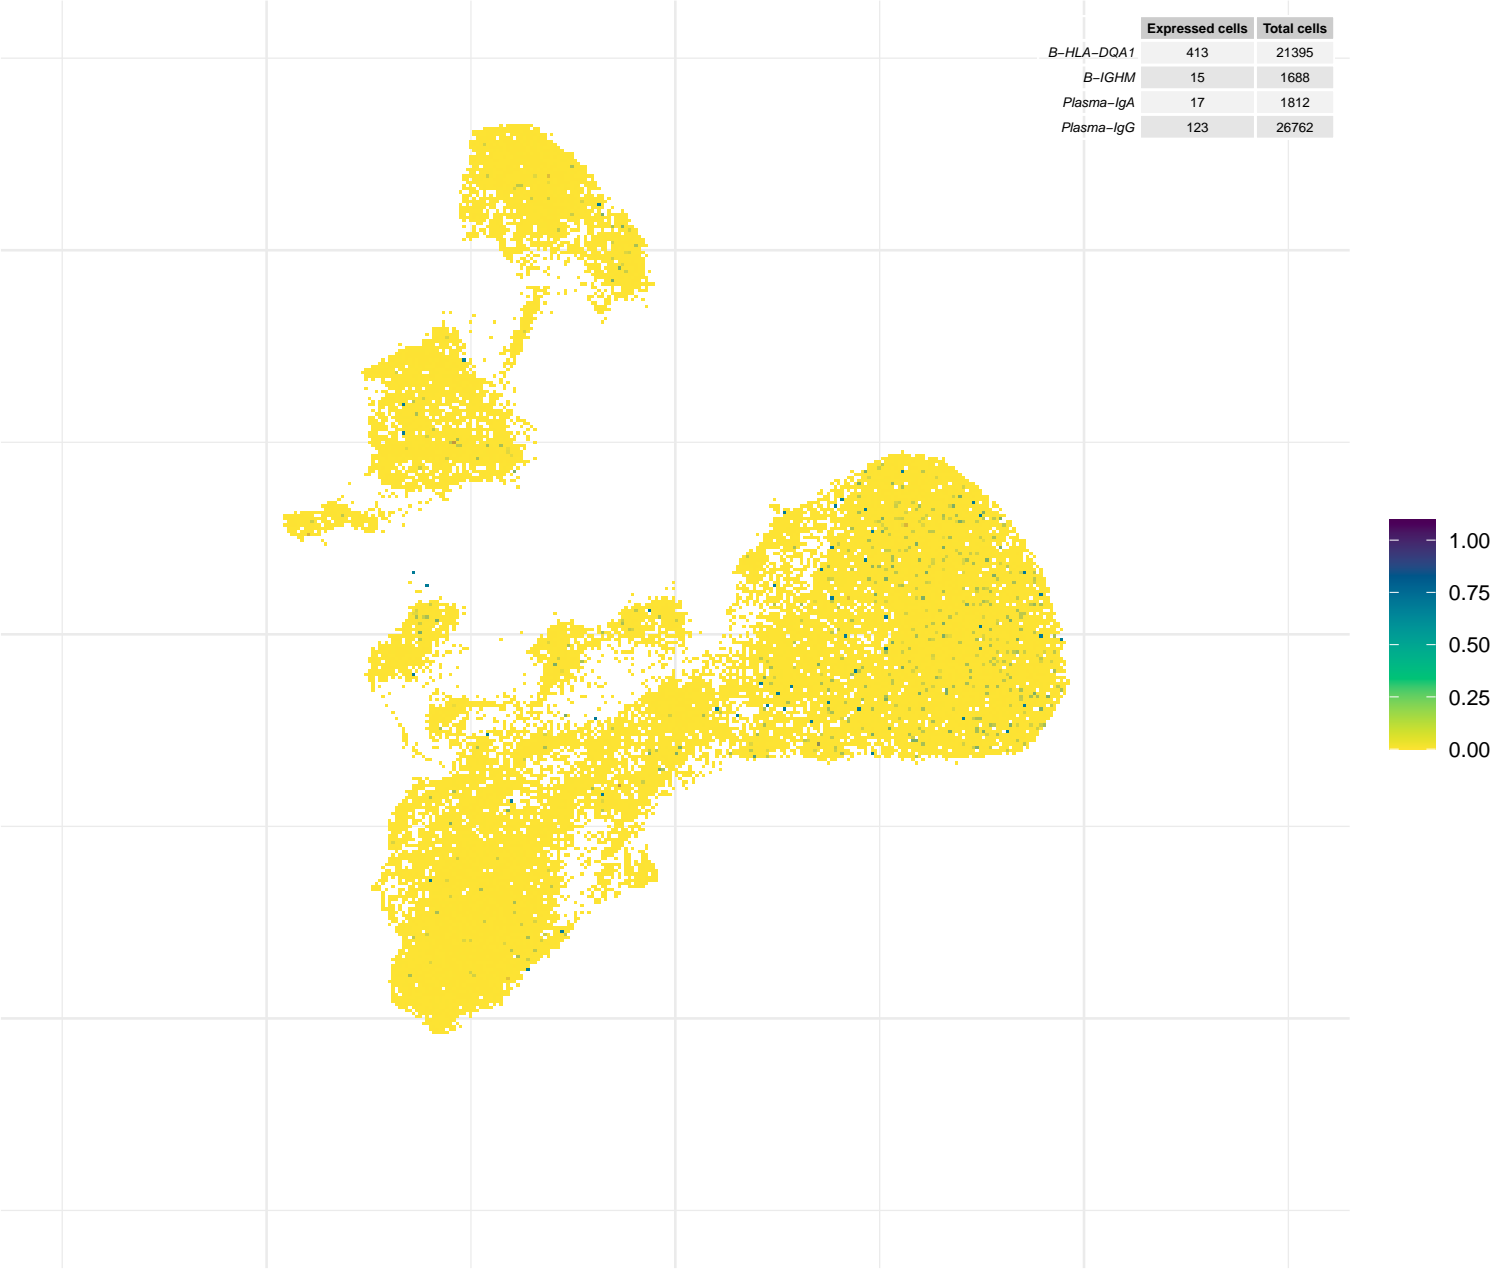 Expressed cells Total cells
B−HLA−DQA1 413 21395
B−IGHM 15 1688
Plasma−IgA 17 1812
Plasma−IgG 123 26762
1.00
0.75
0.50
0.25
0.00